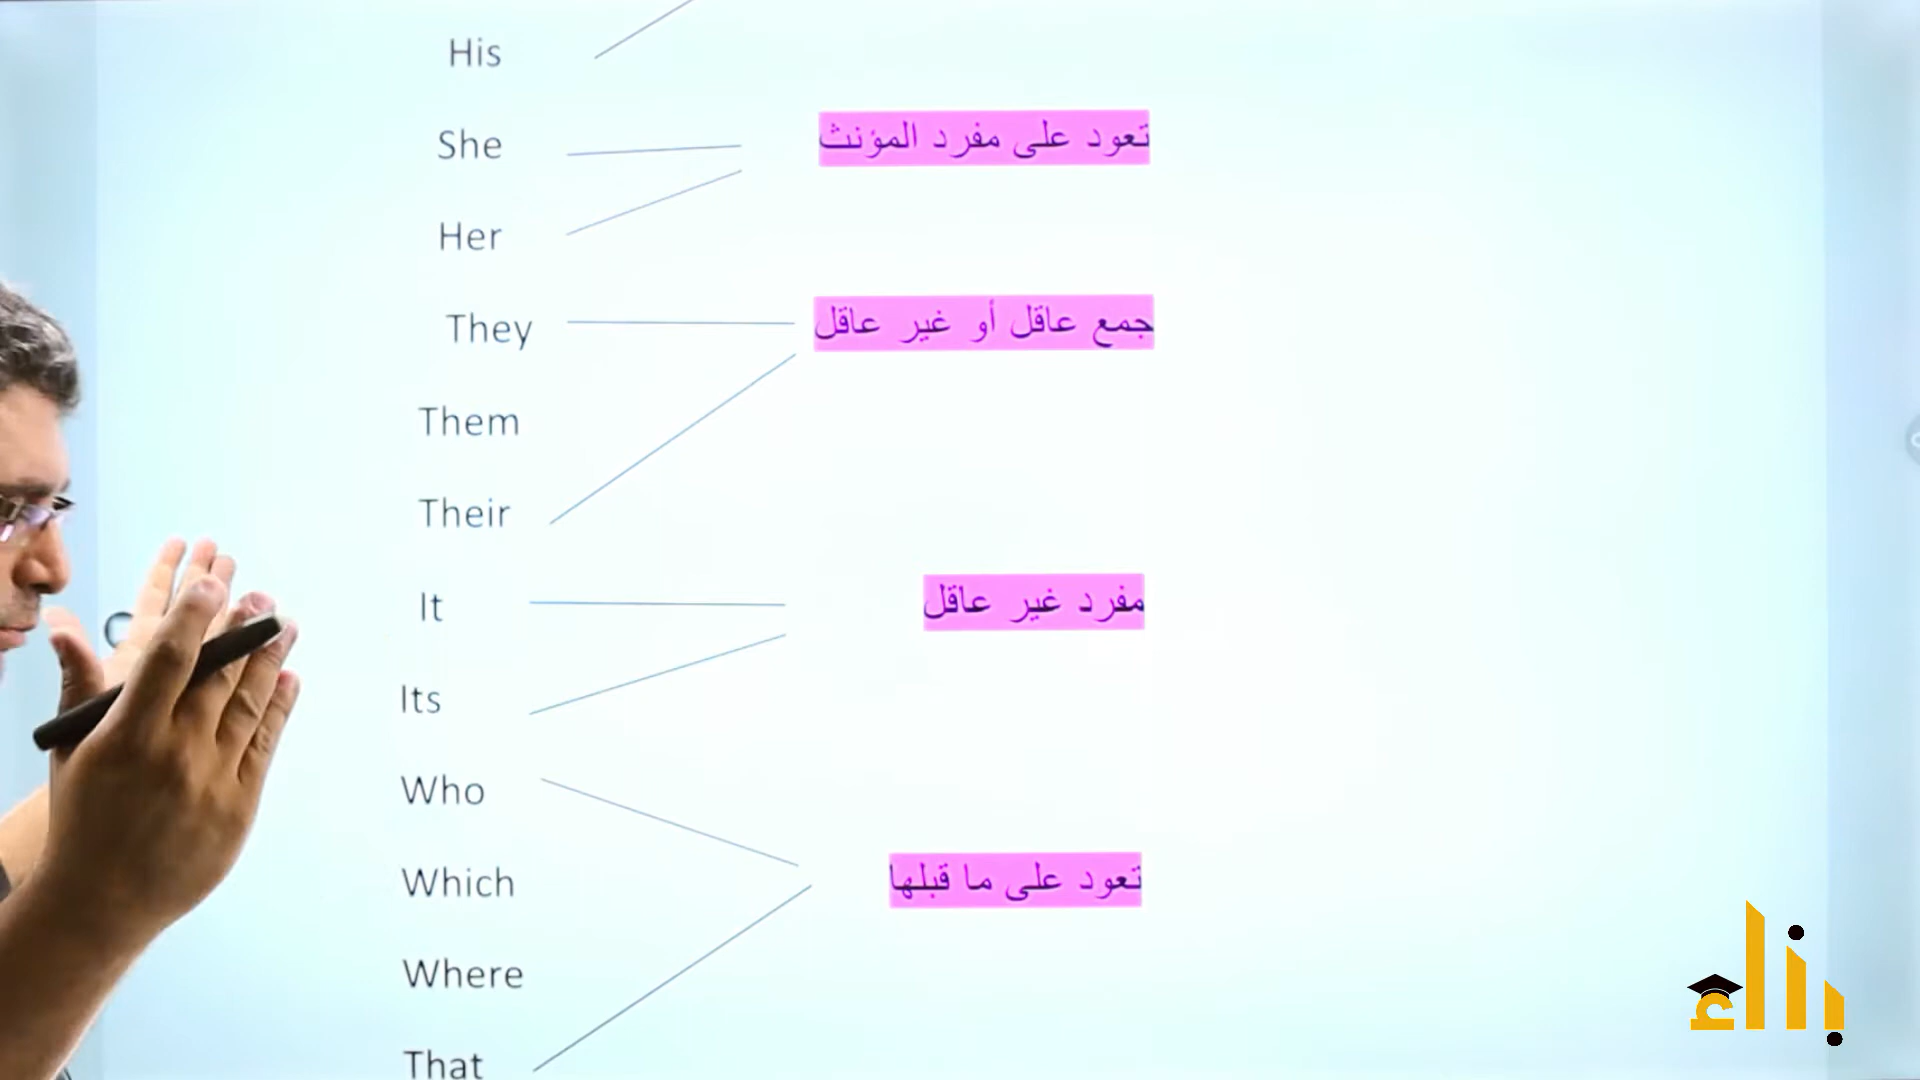 His
She
تعود على مفرد المؤنث
Her
They
جمع عاقل أو غير عاقل
Them
Their
It
مفرد غير عاقل
Its
Who
Which
تعود على ما قبلها
Where
That
بناء